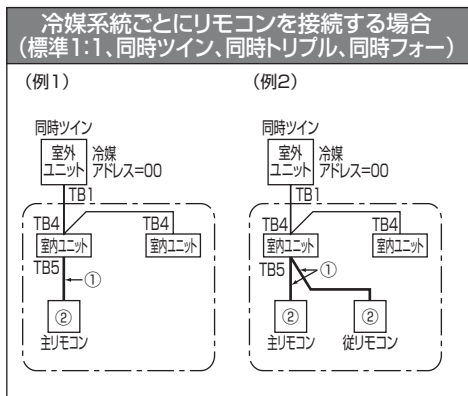 冷媒系統ごとにリモコンを接続する場合
(標準1:1、同時ツイン、同時トリプル、同時フォー)
(例1)
同時ツイン
室外
ユニット
冷媒
アドレス=00
TB1
TB4
TB4
室内ユニット
室内ユニット
TB5
①
②
主リモコン
(例2)
同時ツイン
室外
ユニット
冷媒
アドレス=00
TB1
TB4
TB4
室内ユニット
室内ユニット
TB5
①
②
②
主リモコン
従リモコン